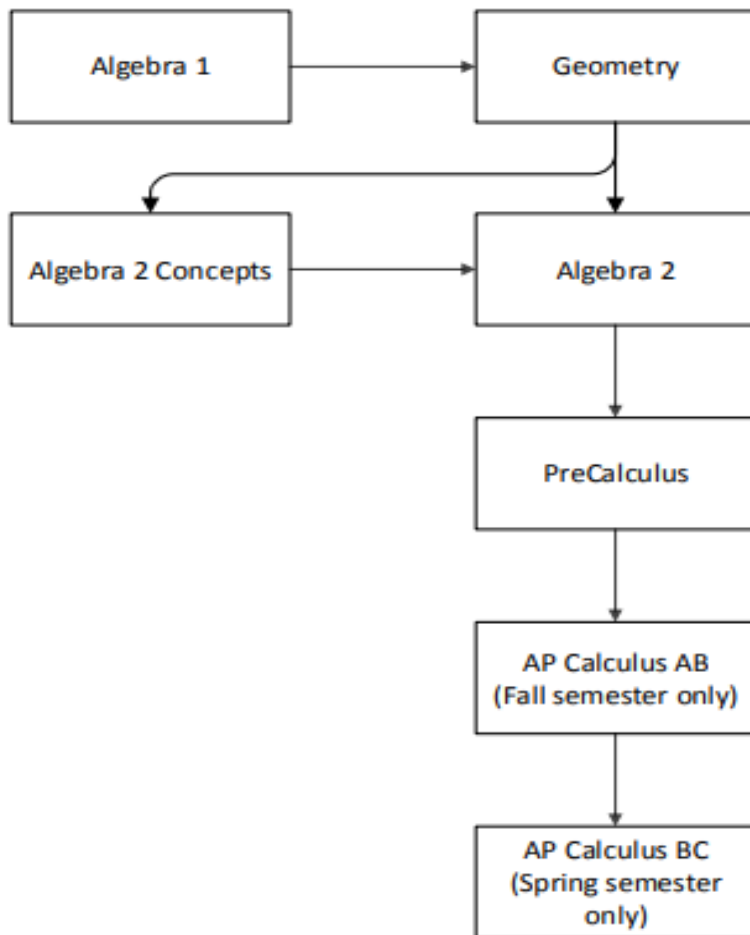 Algebra 1
Geometry
Algebra 2 Concepts
Algebra 2
PreCalculus
AP Calculus AB
(Fall semester only)
AP Calculus BC
(Spring semester
only)